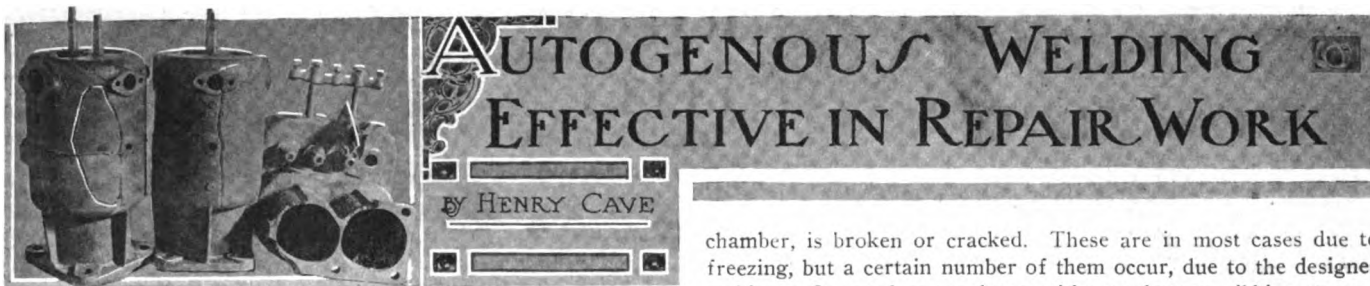 AUTOGENOUS WELDING
EFFECTIVE IN REPAIR WORK
BY HENRY CAVE
chamber, is broken or cracked. These are in most cases due to
freezing, but a certain number of them occur, due to the designer